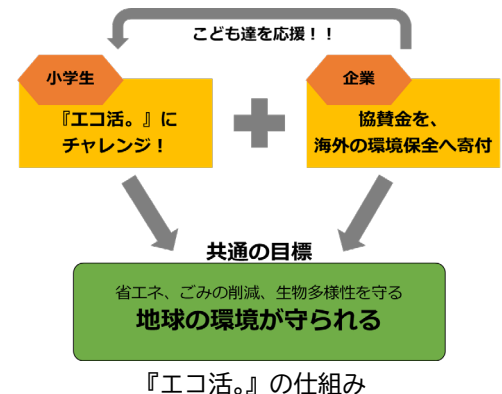 こども達を応援！！
小学生
『エコ活。』に
チャレンジ！
企業
協賛金を、
海外の環境保全へ寄付
共通の目標
省エネ、ごみの削減、生物多様性を守る
地球の環境が守られる
『エコ活。』の仕組み